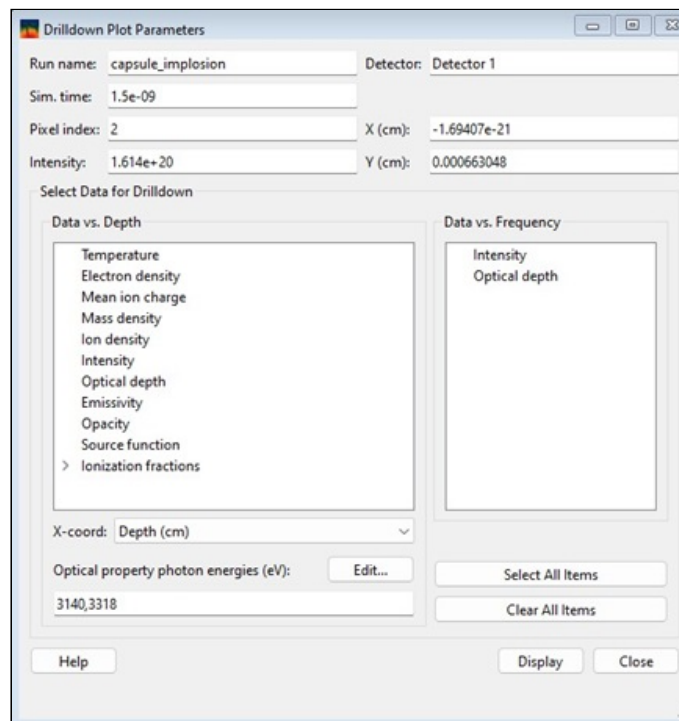 Drilldown Plot Parameters
Run name: capsule_implosion Detector: Detector 1
Sim. time: 1.5e-09
Pixel index: 2 X (cm): -1.69407e-21
Intensity: 1.614e+20 Y (cm): 0.000663048
Select Data for Drilldown
Data vs. Depth
Temperature
Electron density
Mean ion charge
Mass density
Ion density
Intensity
Optical depth
Emissivity
Opacity
Source function
Ionization fractions
X-coord: Depth (cm)
Optical property photon energies (eV): Edit...
3140,3318
Data vs. Frequency
Intensity
Optical depth
Select All Items
Clear All Items
Help Display Close